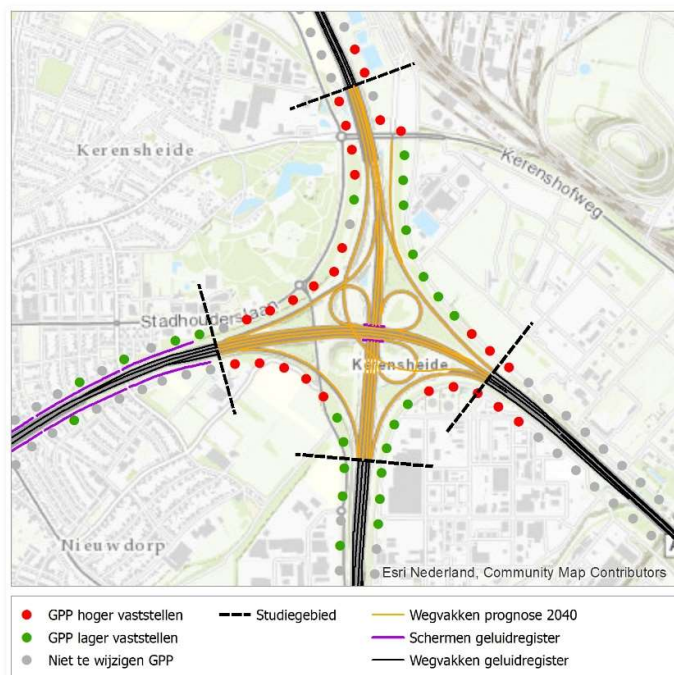 Kerensheide
Kerenshofweg
Stadhouderslaan
Kerensheide
Nieuwdorp
A
Esri Nederland, Community Map Contributors
GPP hoger vaststellen
GPP lager vaststellen
Niet te wijzigen GPP
Studiegebied
Wegvakken prognose 2040
Schermen geluidregister
Wegvakken geluidregister